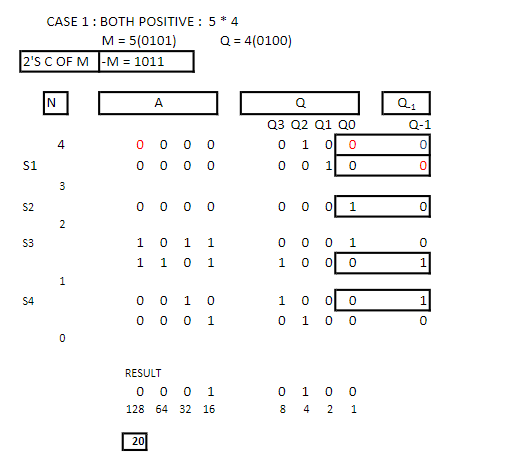 CASE 1 : BOTH POSITIVE : 5 * 4
M = 5(0101) Q = 4(0100)
2'S C OF M -M = 1011
N A Q Q-1
Q3 Q2 Q1 Q0 Q-1
4 0 0 0 0 0 1 0 0 0
S1 0 0 0 0 0 0 1 0 0
3
S2 0 0 0 0 0 0 0 1 0
2
S3 1 0 1 1 0 0 0 1 0
1 1 0 1 1 0 0 0 1
1
S4 0 0 1 0 1 0 0 0 1
0 0 0 1 0 1 0 0 0
0
RESULT
0 0 0 1 0 1 0 0
128 64 32 16 8 4 2 1
20